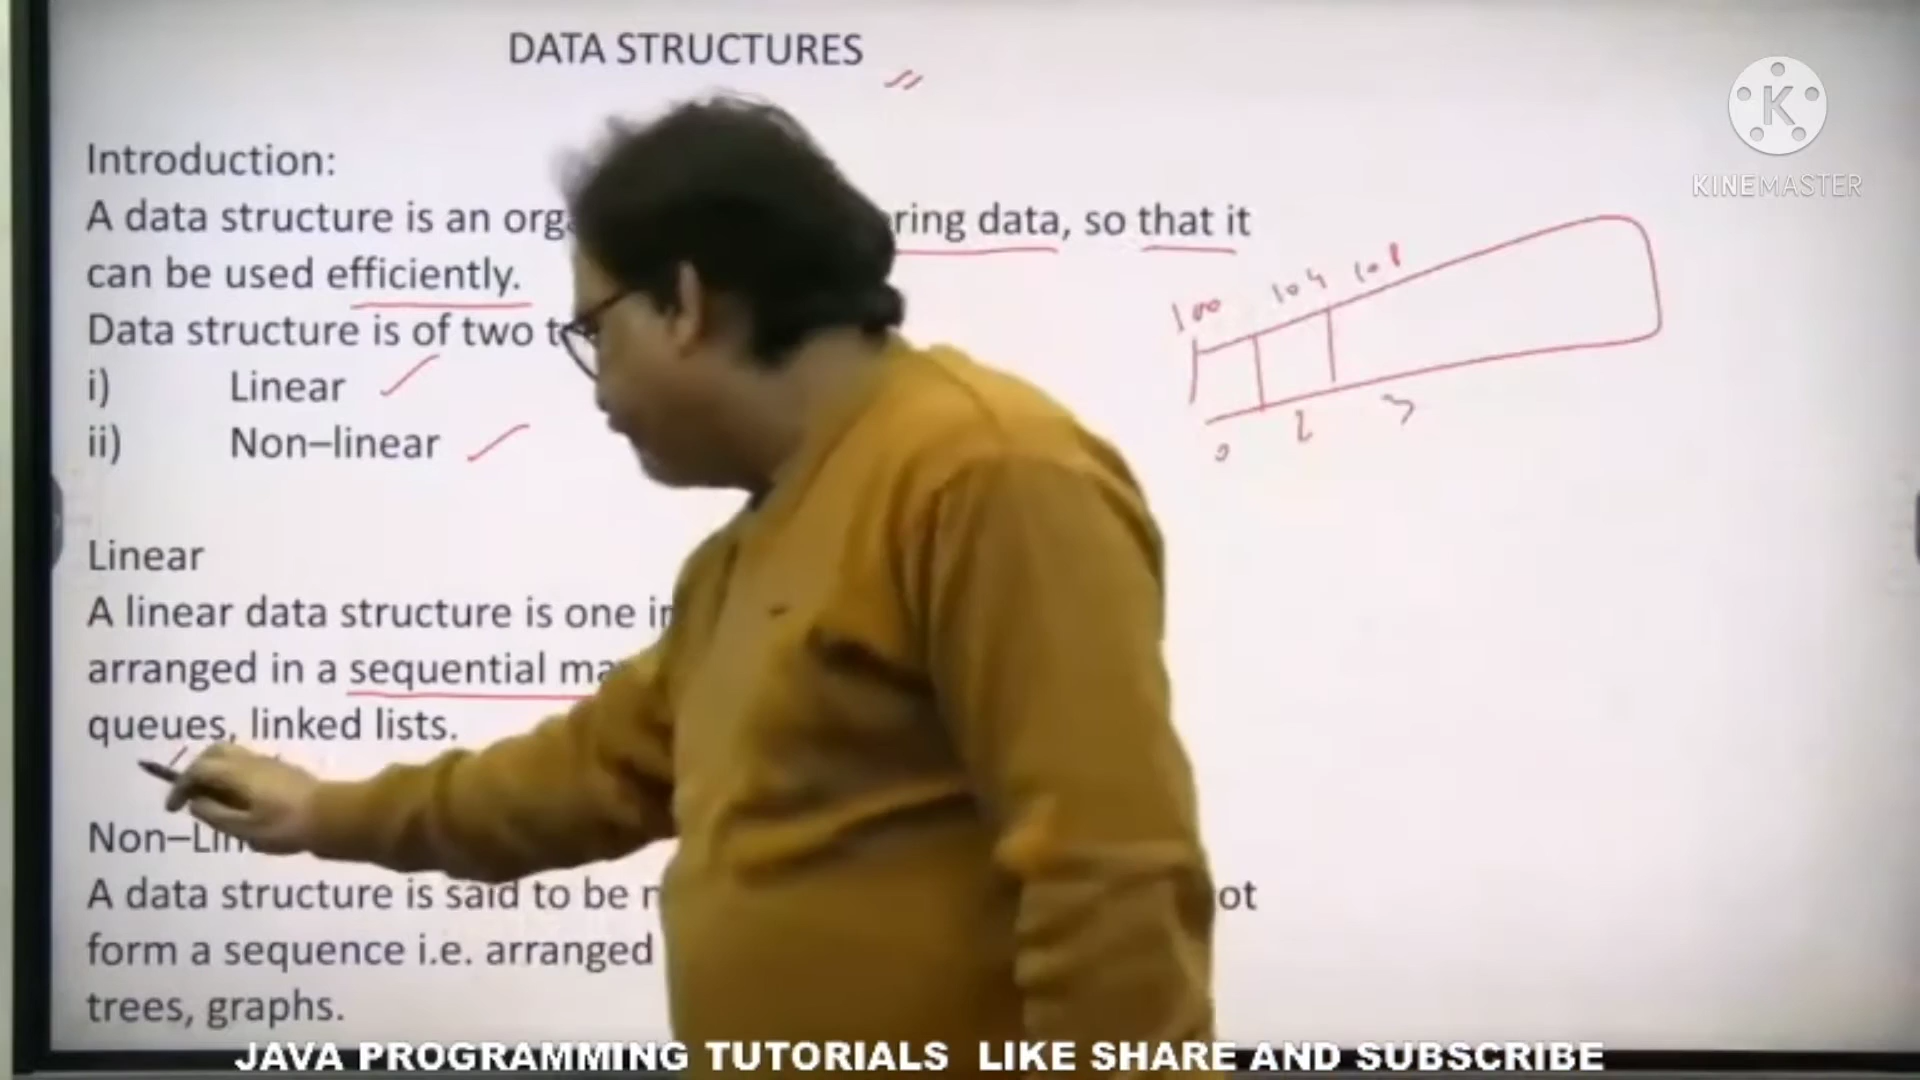 DATA STRUCTURES
Introduction:
A data structure is an org ring data, so that it
can be used efficiently.
Data structure is of two t
i) Linear
ii) Non–linear
100 104 108
0 2 3
Linear
A linear data structure is one in
arranged in a sequential ma
queues, linked lists.
Non–Lin
A data structure is said to be n ot
form a sequence i.e. arranged
trees, graphs.
K
KINEMASTER
JAVA PROGRAMMING TUTORIALS LIKE SHARE AND SUBSCRIBE